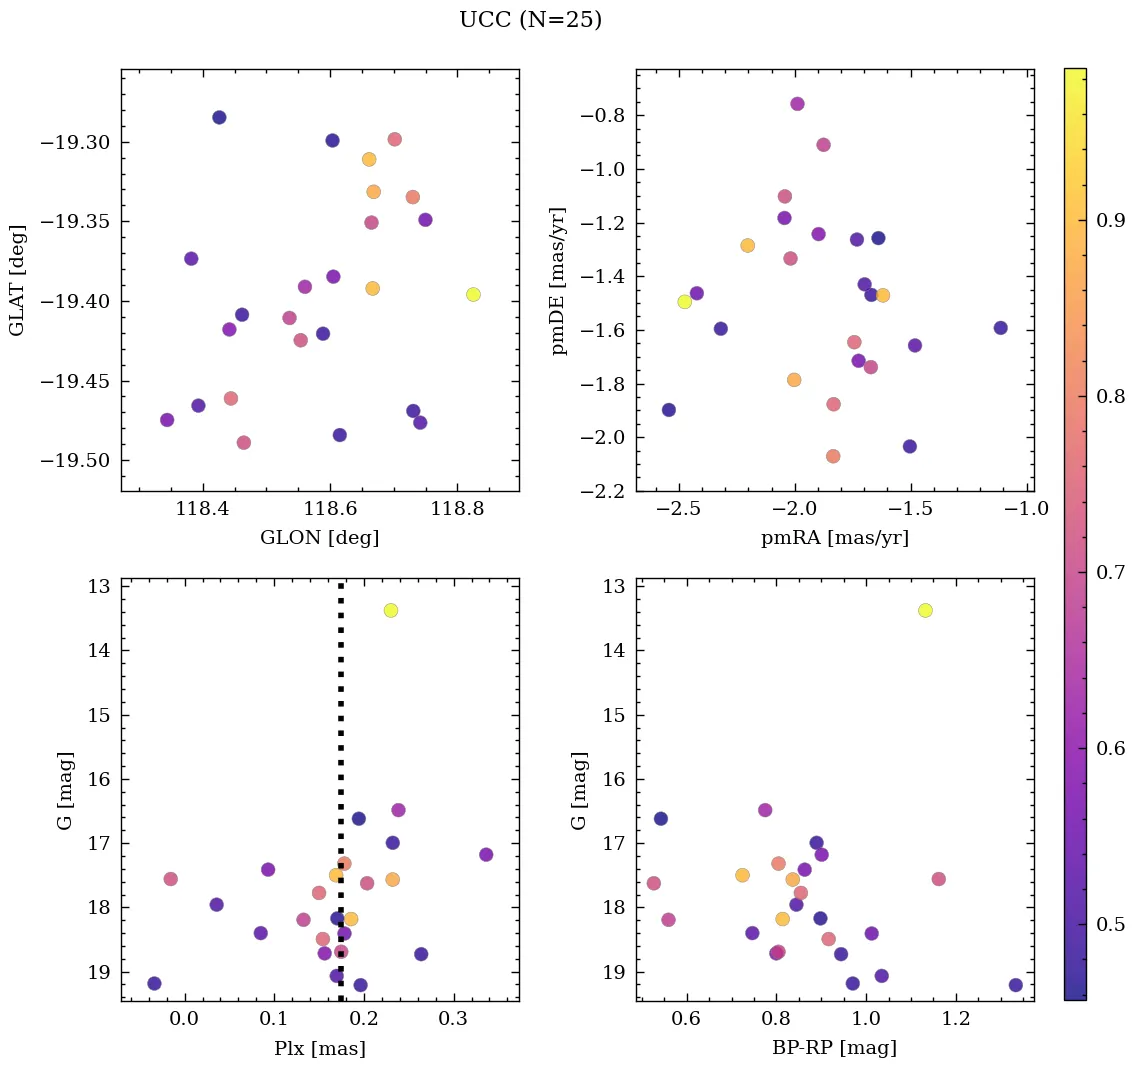 UCC (N=25)
−19.30
−19.35
−19.40
−19.45
−19.50
GLAT [deg]
118.4 118.6 118.8
GLON [deg]
−0.8
−1.0
−1.2
−1.4
−1.6
−1.8
−2.0
−2.2
pmDE [mas/yr]
−2.5 −2.0 −1.5 −1.0
pmRA [mas/yr]
13
14
15
16
17
18
19
G [mag]
0.0 0.1 0.2 0.3
Plx [mas]
13
14
15
16
17
18
19
G [mag]
0.6 0.8 1.0 1.2
BP-RP [mag]
0.9
0.8
0.7
0.6
0.5